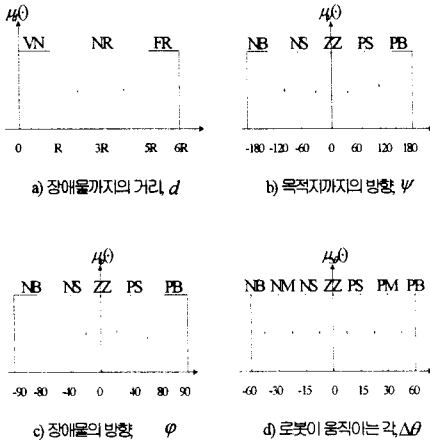 μ(·)
VN NR FR
0 R 3R 5R 6R
a) 장애물까지의 거리, d
μ(·)
NB NS ZZ PS PB
-180 -120 -60 0 60 120 180
b) 목적지까지의 방향, Ψ
μ(·)
NB NS ZZ PS PB
-90 -80 -40 0 40 80 90
c) 장애물의 방향, φ
μ(·)
NB NM NS ZZ PS PM PB
-60 -30 -15 0 15 30 60
d) 로봇이 움직이는 각, Δθ